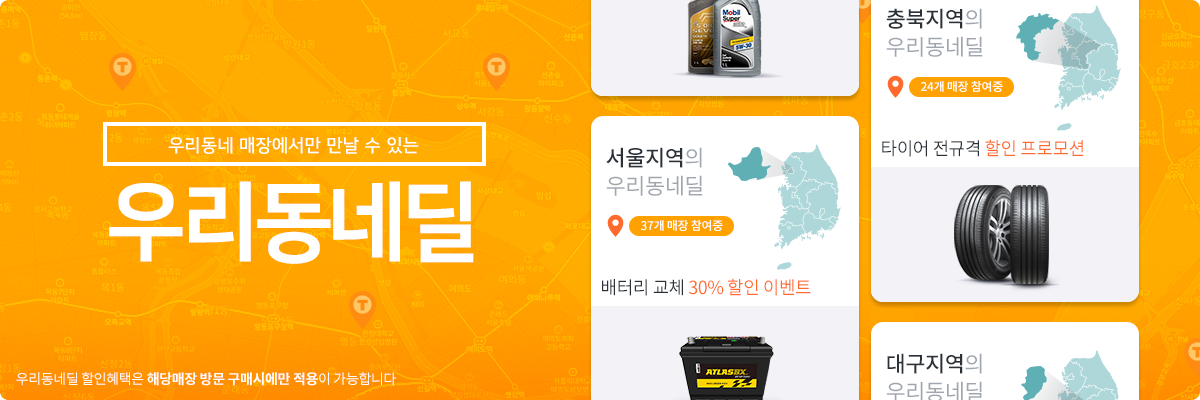 우리동네 매장에서만 만날 수 있는
우리동네딜
우리동네딜 할인혜택은 해당매장 방문 구매시에만 적용이 가능합니다
Mobil
Super
5W-30
서울지역의
우리동네딜
37개 매장 참여중
배터리 교체 30% 할인 이벤트
ATLASBX
충북지역의
우리동네딜
24개 매장 참여중
타이어 전규격 할인 프로모션
대구지역의
우리동네딜